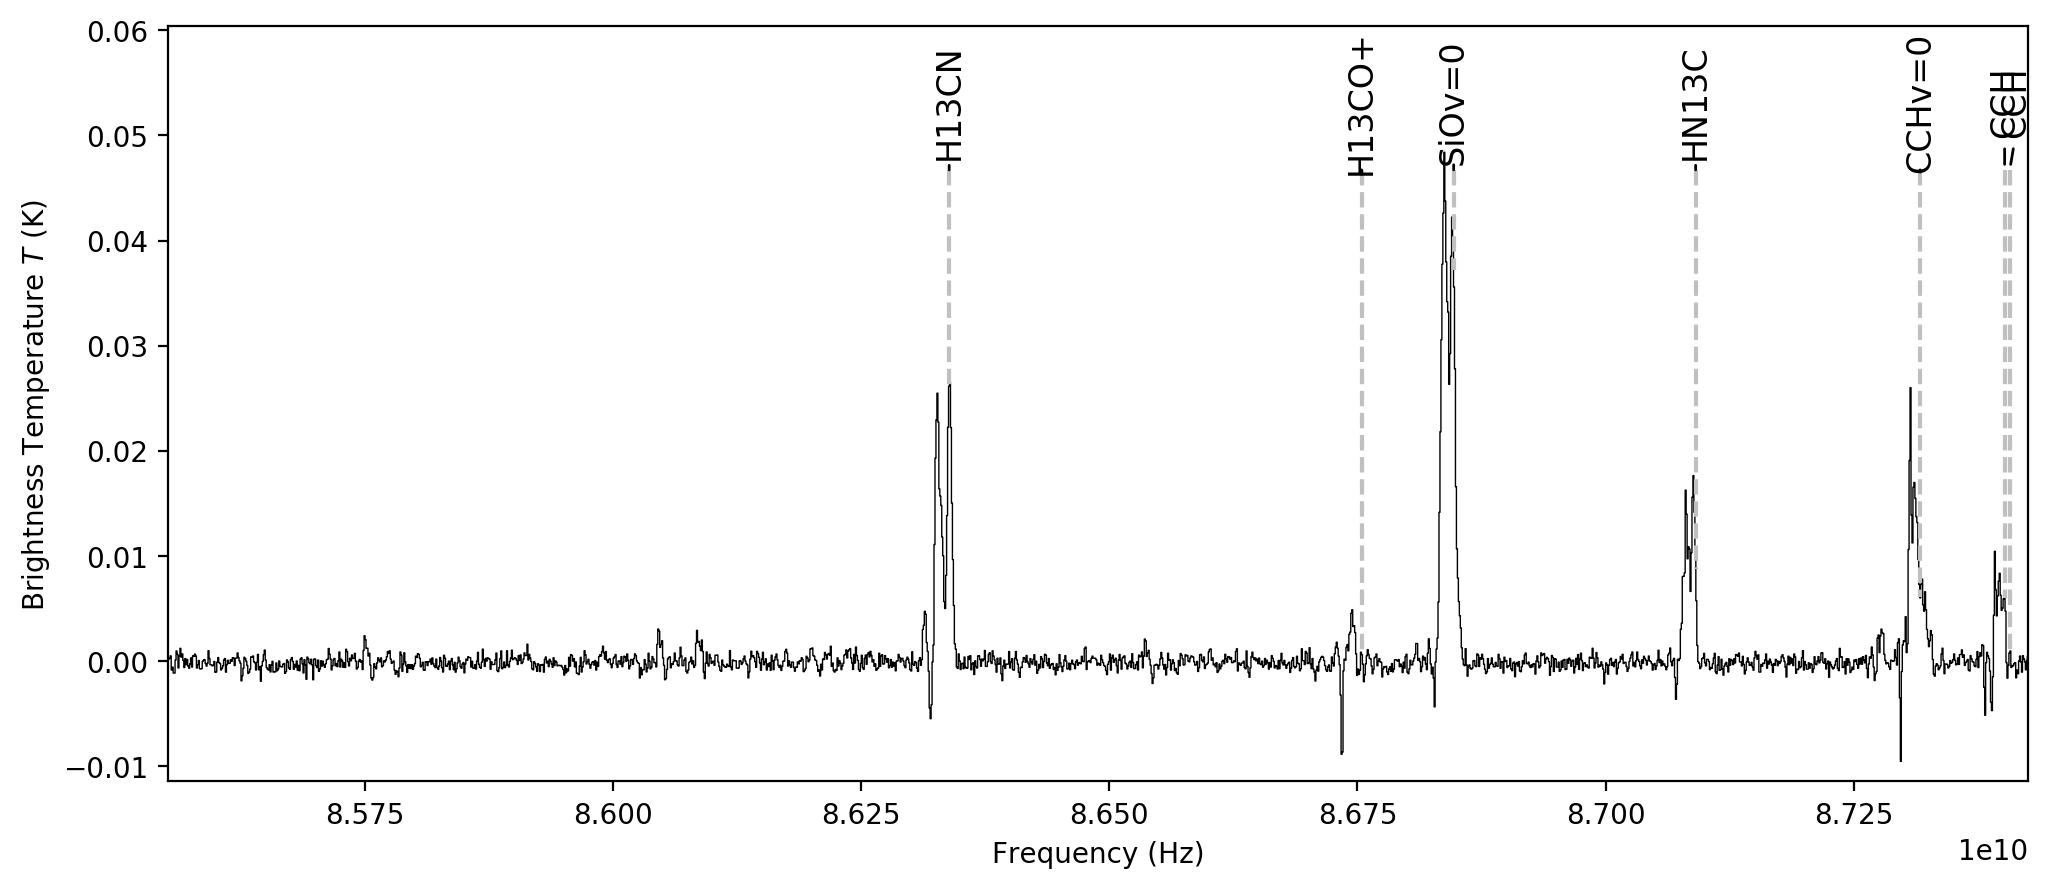 0.06
0.05
0.04
0.03
0.02
0.01
0.00
−0.01
Brightness Temperature T (K)
H13CN
H13CO+
SiOv=0
HN13C
CCHv=0
CCH
CCH
8.575
8.600
8.625
8.650
8.675
8.700
8.725
1e10
Frequency (Hz)